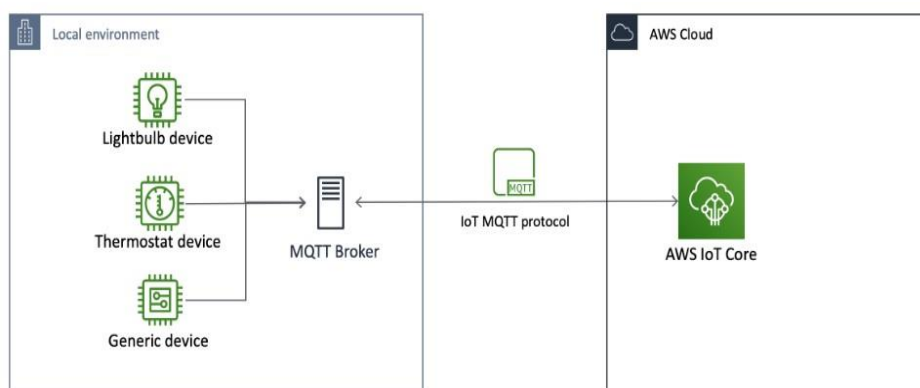 Local environment
AWS Cloud
Lightbulb device
Thermostat device
Generic device
MQTT Broker
MQTT
IoT MQTT protocol
AWS IoT Core